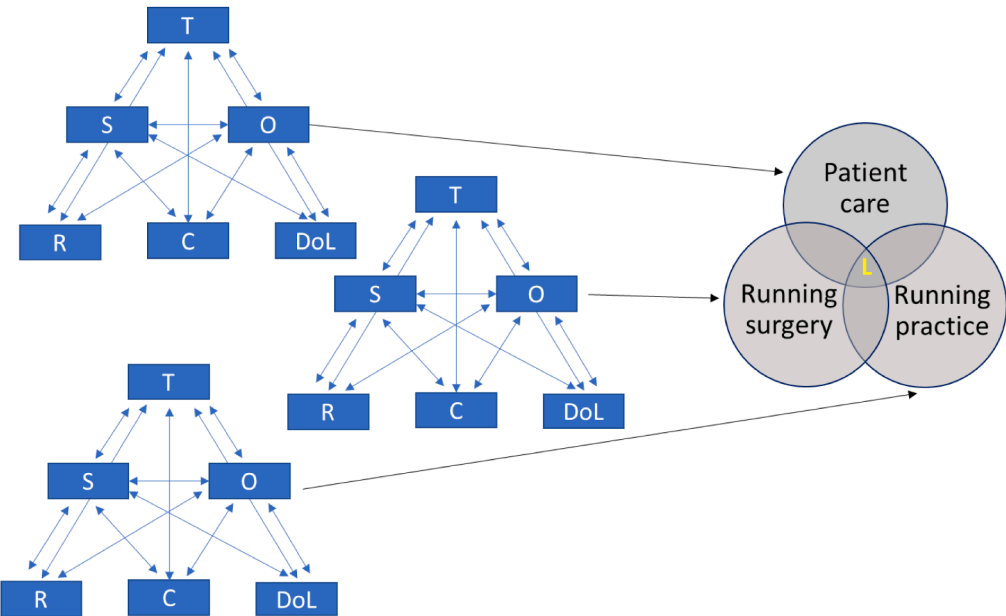 T
S
O
R
C
DoL
T
S
O
R
C
DoL
T
S
O
R
C
DoL
Patient
care
L
Running
surgery
Running
practice